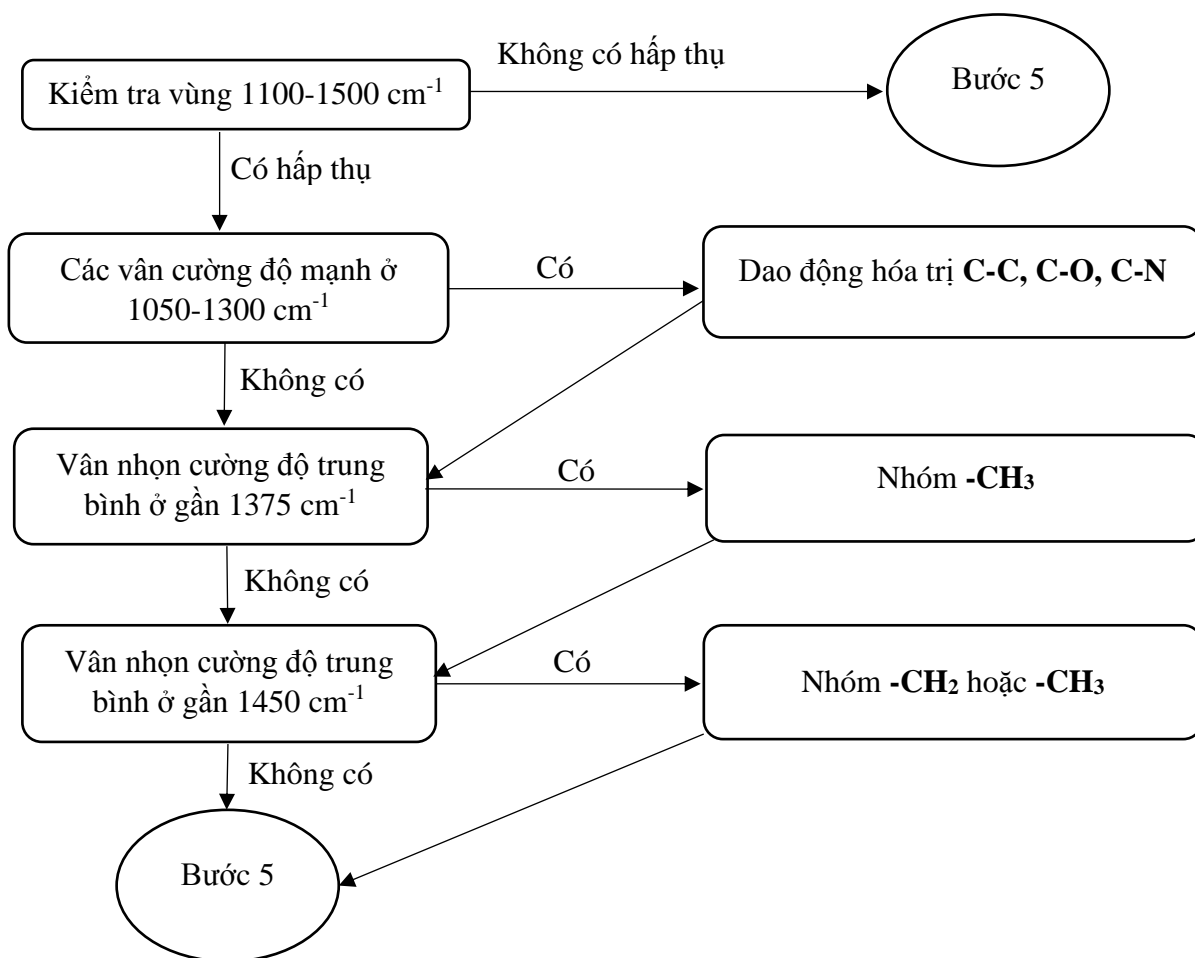 Không có hấp thụ
Kiểm tra vùng 1100-1500 cm⁻¹
Bước 5
Có hấp thụ
Các vân cường độ mạnh ở
1050-1300 cm⁻¹
Có
Dao động hóa trị C-C, C-O, C-N
Không có
Vân nhọn cường độ trung
bình ở gần 1375 cm⁻¹
Có
Nhóm -CH₃
Không có
Vân nhọn cường độ trung
bình ở gần 1450 cm⁻¹
Có
Nhóm -CH₂ hoặc -CH₃
Không có
Bước 5